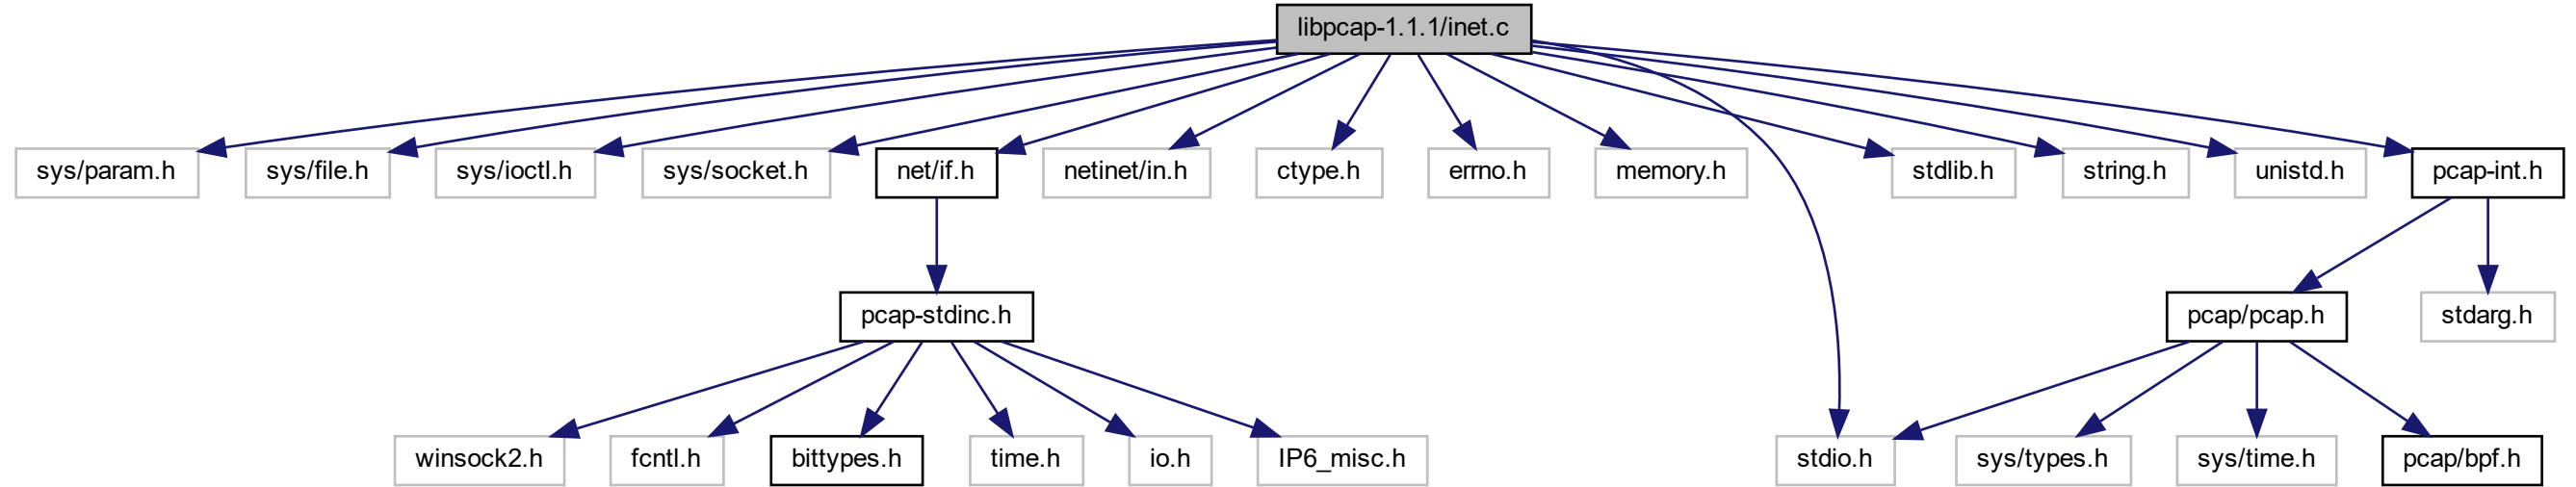 libpcap-1.1.1/inet.c
sys/param.h
sys/file.h
sys/ioctl.h
sys/socket.h
net/if.h
netinet/in.h
ctype.h
errno.h
memory.h
stdlib.h
string.h
unistd.h
pcap-int.h
pcap-stdinc.h
pcap/pcap.h
stdarg.h
winsock2.h
fcntl.h
bittypes.h
time.h
io.h
IP6_misc.h
stdio.h
sys/types.h
sys/time.h
pcap/bpf.h